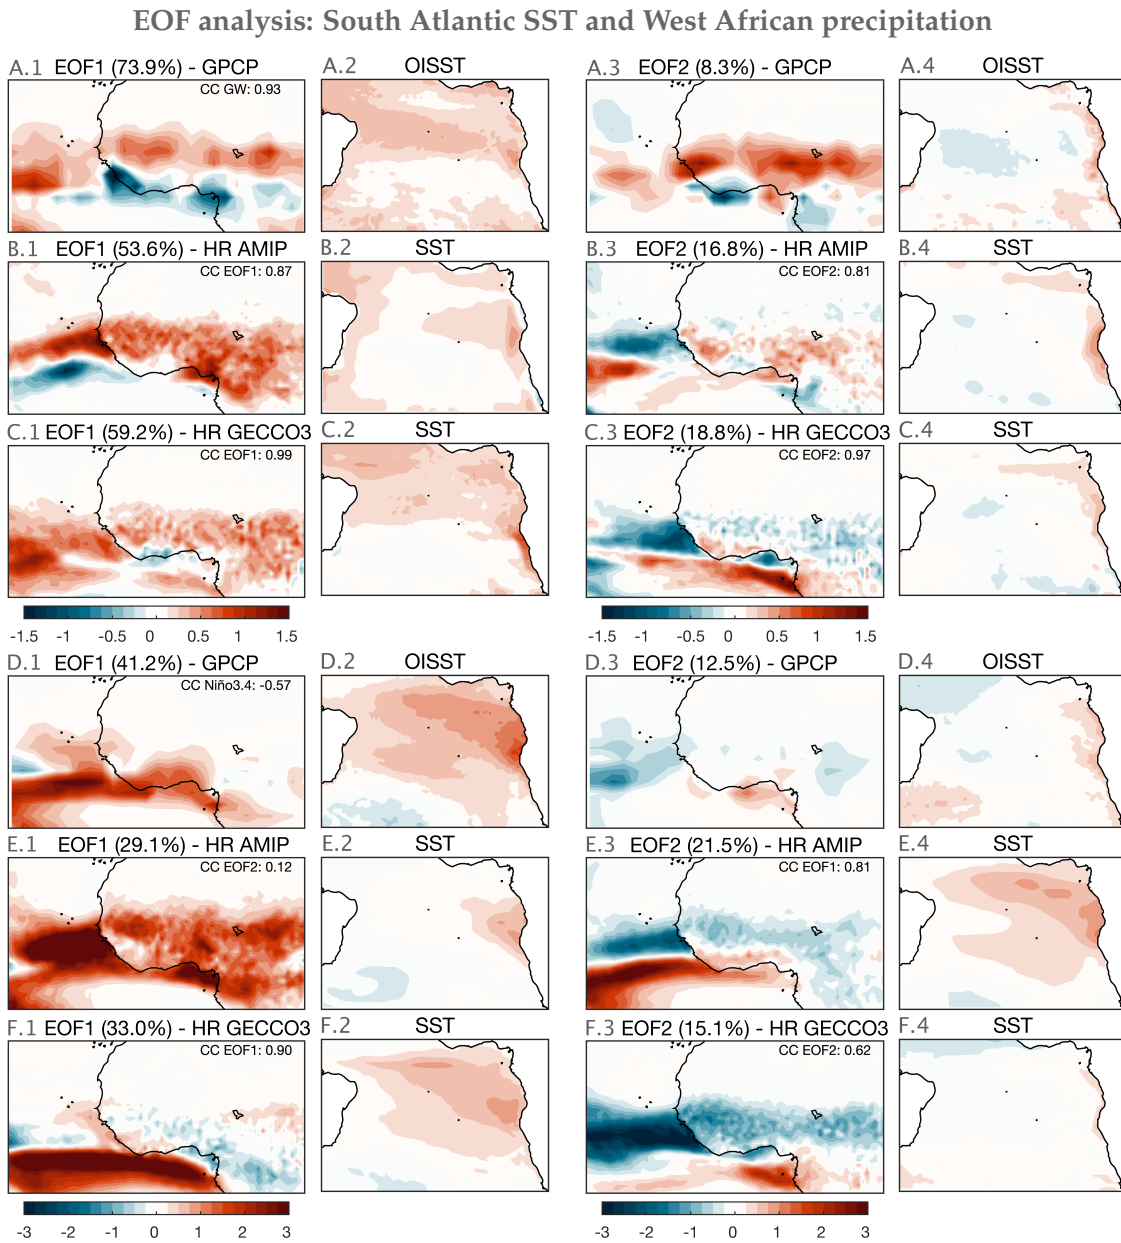 EOF analysis: South Atlantic SST and West African precipitation
A.1 EOF1 (73.9%) - GPCP
CC GW: 0.93
A.2 OISST
A.3 EOF2 (8.3%) - GPCP
A.4 OISST
B.1 EOF1 (53.6%) - HR AMIP
CC EOF1: 0.87
B.2 SST
B.3 EOF2 (16.8%) - HR AMIP
CC EOF2: 0.81
B.4 SST
C.1 EOF1 (59.2%) - HR GECCO3
CC EOF1: 0.99
C.2 SST
C.3 EOF2 (18.8%) - HR GECCO3
CC EOF2: 0.97
C.4 SST
-1.5 -1 -0.5 0 0.5 1 1.5
-1.5 -1 -0.5 0 0.5 1 1.5
D.1 EOF1 (41.2%) - GPCP
CC Niño3.4: -0.57
D.2 OISST
D.3 EOF2 (12.5%) - GPCP
D.4 OISST
E.1 EOF1 (29.1%) - HR AMIP
CC EOF2: 0.12
E.2 SST
E.3 EOF2 (21.5%) - HR AMIP
CC EOF1: 0.81
E.4 SST
F.1 EOF1 (33.0%) - HR GECCO3
CC EOF1: 0.90
F.2 SST
F.3 EOF2 (15.1%) - HR GECCO3
CC EOF2: 0.62
F.4 SST
-3 -2 -1 0 1 2 3
-3 -2 -1 0 1 2 3